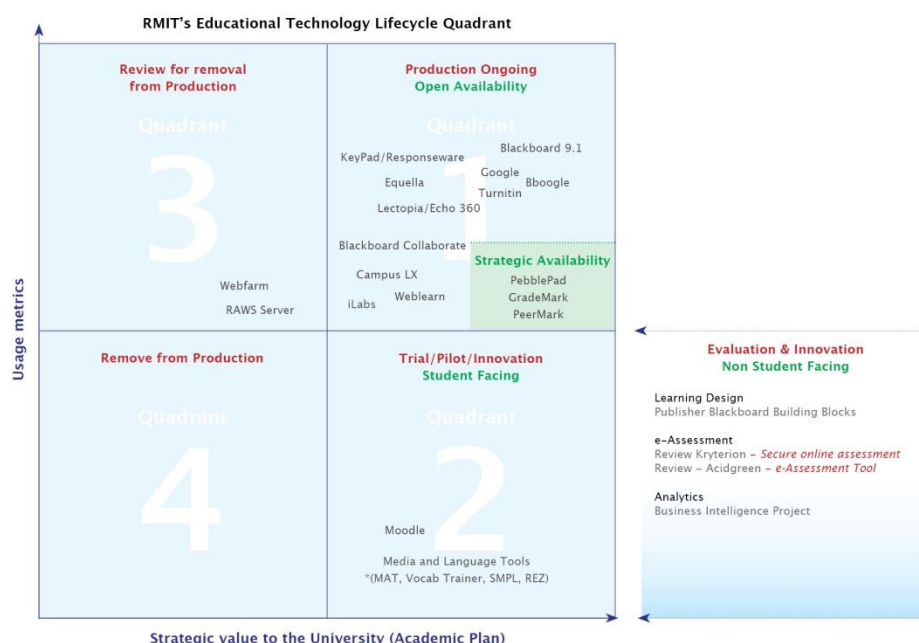 RMIT's Educational Technology Lifecycle Quadrant
Usage metrics
Review for removal
from Production
Quadrant
3
Webfarm
RAWS Server
Production Ongoing
Open Availability
Quadrant
1
Blackboard 9.1
KeyPad/Responseware
Google
Equella
Bboogle
Turnitin
Lectopia/Echo 360
Blackboard Collaborate
Campus LX
iLabs
Weblearn
Strategic Availability
PebblePad
GradeMark
PeerMark
Remove from Production
Quadrant
4
Trial/Pilot/Innovation
Student Facing
Quadrant
2
Moodle
Media and Language Tools
*(MAT, Vocab Trainer, SMPL, REZ)
Evaluation & Innovation
Non Student Facing
Learning Design
Publisher Blackboard Building Blocks
e-Assessment
Review Kryterion – Secure online assessment
Review – Acidgreen – e-Assessment Tool
Analytics
Business Intelligence Project
Strategic value to the University (Academic Plan)